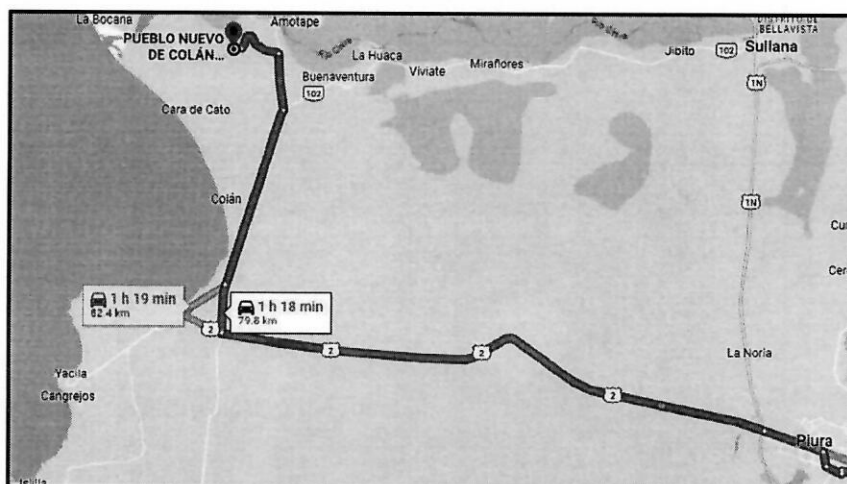 La Bocana
Amotape
DISTRITO DE
BELLAVISTA
PUEBLO NUEVO
DE COLÁN...
La Huaca
Jibito
102
Sullana
Viviate
Mirañores
Buenaventura
102
1N
Cara de Cato
Colán
1N
1 h 19 min
62.4 km
1 h 18 min
79.8 km
2
2
2
La Noria
Yacila
Cangrejos
2
Piura